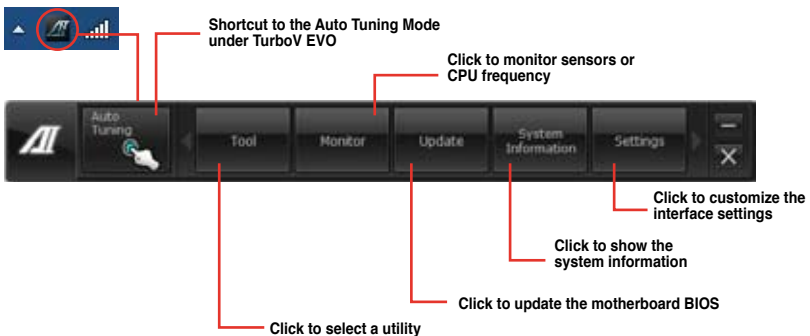 Shortcut to the Auto Tuning Mode
under TurboV EVO
Click to monitor sensors or
CPU frequency
Auto
Tuning
Tool
Monitor
Update
System
Information
Settings
Click to customize the
interface settings
Click to show the
system information
Click to update the motherboard BIOS
Click to select a utility